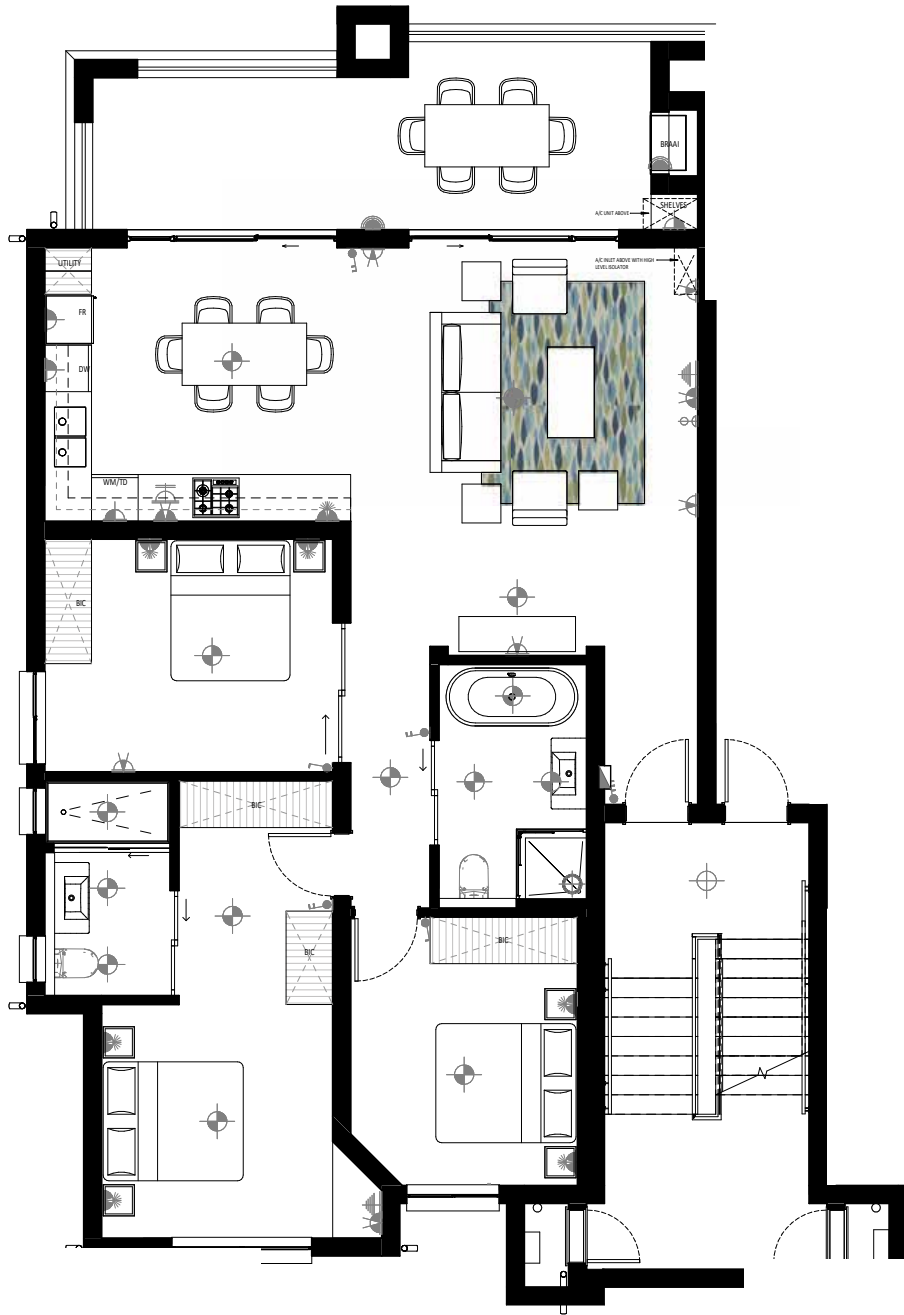 BRAAI
SHELVES
A/C UNIT ABOVE
A/C INLET ABOVE WITH HIGH
LEVEL ISOLATOR
UTILITY
FR
DW
WM/TD
BIC
BIC
BIC
BIC